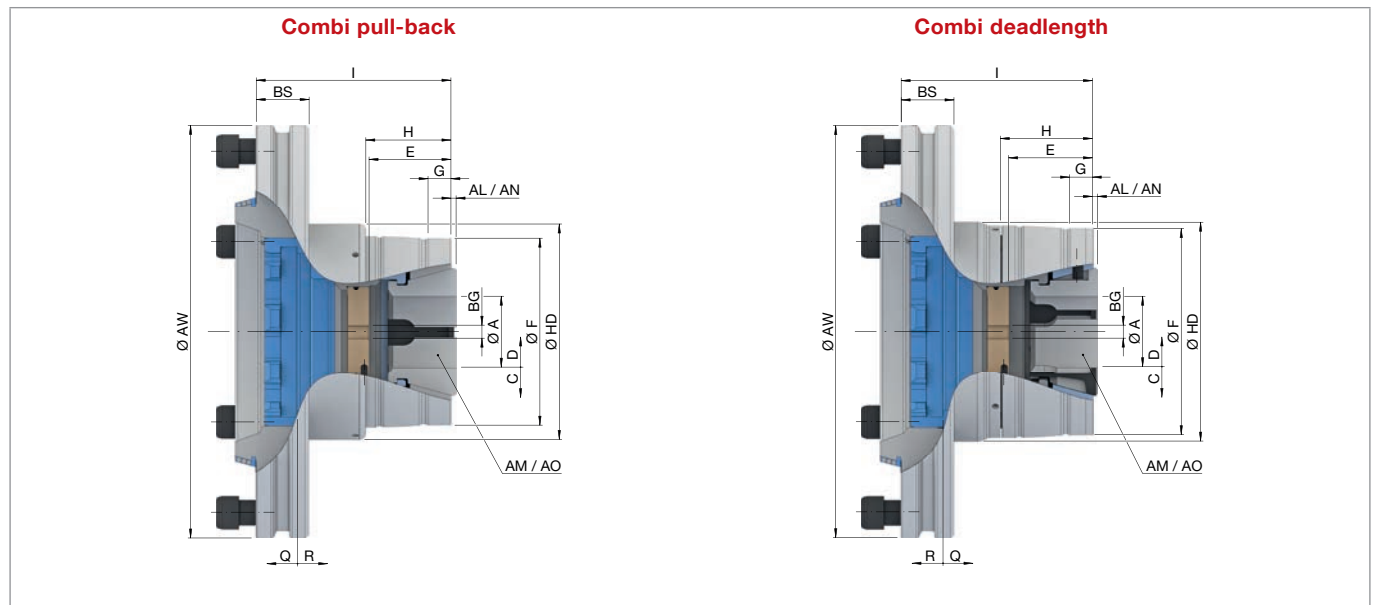 Combi pull-back
Combi deadlength
I
BS
H
E
G
AL / AN
Ø AW
BG
Ø A
D
C
Ø F
Ø HD
AM / AO
Q R
I
BS
H
E
G
AL / AN
Ø AW
BG
Ø A
D
C
Ø F
Ø HD
AM / AO
R Q